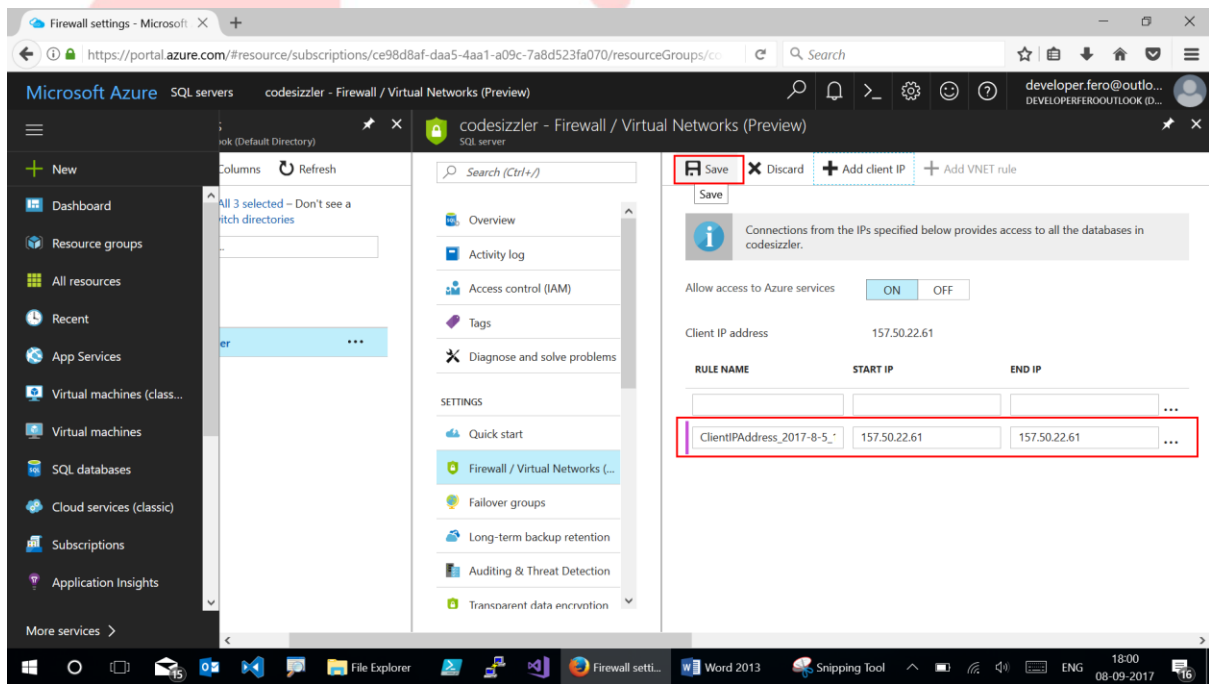 Firewall settings - Microsoft
https://portal.azure.com/#resource/subscriptions/ce98d8af-daa5-4aa1-a09c-7a8d523fa070/resourceGroups/co
Search
Microsoft Azure SQL servers codesizzler - Firewall / Virtual Networks (Preview)
developer.fero@outlo...
DEVELOPERFEROOUTLOOK (D...
ook (Default Directory)
codesizzler - Firewall / Virtual Networks (Preview)
SQL server
New
Columns Refresh
Search (Ctrl+/)
Save Discard Add client IP Add VNET rule
Save
Dashboard
Resource groups
All resources
Recent
App Services
Virtual machines (class...
Virtual machines
SQL databases
Cloud services (classic)
Subscriptions
Application Insights
More services >
All 3 selected – Don't see a
itch directories
er ...
Overview
Activity log
Access control (IAM)
Tags
Diagnose and solve problems
SETTINGS
Quick start
Firewall / Virtual Networks (...
Failover groups
Long-term backup retention
Auditing & Threat Detection
Transparent data encryption
Connections from the IPs specified below provides access to all the databases in
codesizzler.
Allow access to Azure services ON OFF
Client IP address 157.50.22.61
RULE NAME START IP END IP
...
ClientIPAddress_2017-8-5_ 157.50.22.61 157.50.22.61 ...
15
File Explorer
Firewall setti...
Word 2013
Snipping Tool
ENG
18:00
08-09-2017
16